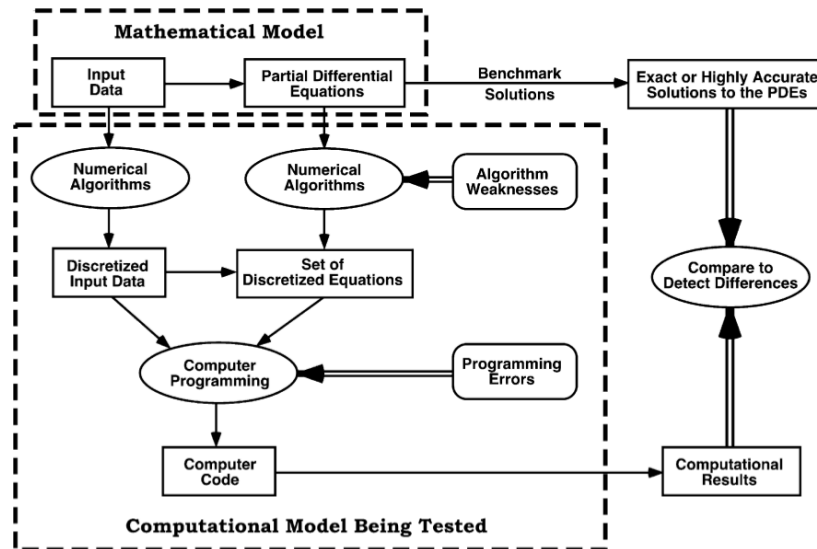 Mathematical Model
Input
Data
Partial Differential
Equations
Benchmark
Solutions
Exact or Highly Accurate
Solutions to the PDEs
Numerical
Algorithms
Numerical
Algorithms
Algorithm
Weaknesses
Discretized
Input Data
Set of
Discretized Equations
Compare to
Detect Differences
Computer
Programming
Programming
Errors
Computer
Code
Computational
Results
Computational Model Being Tested